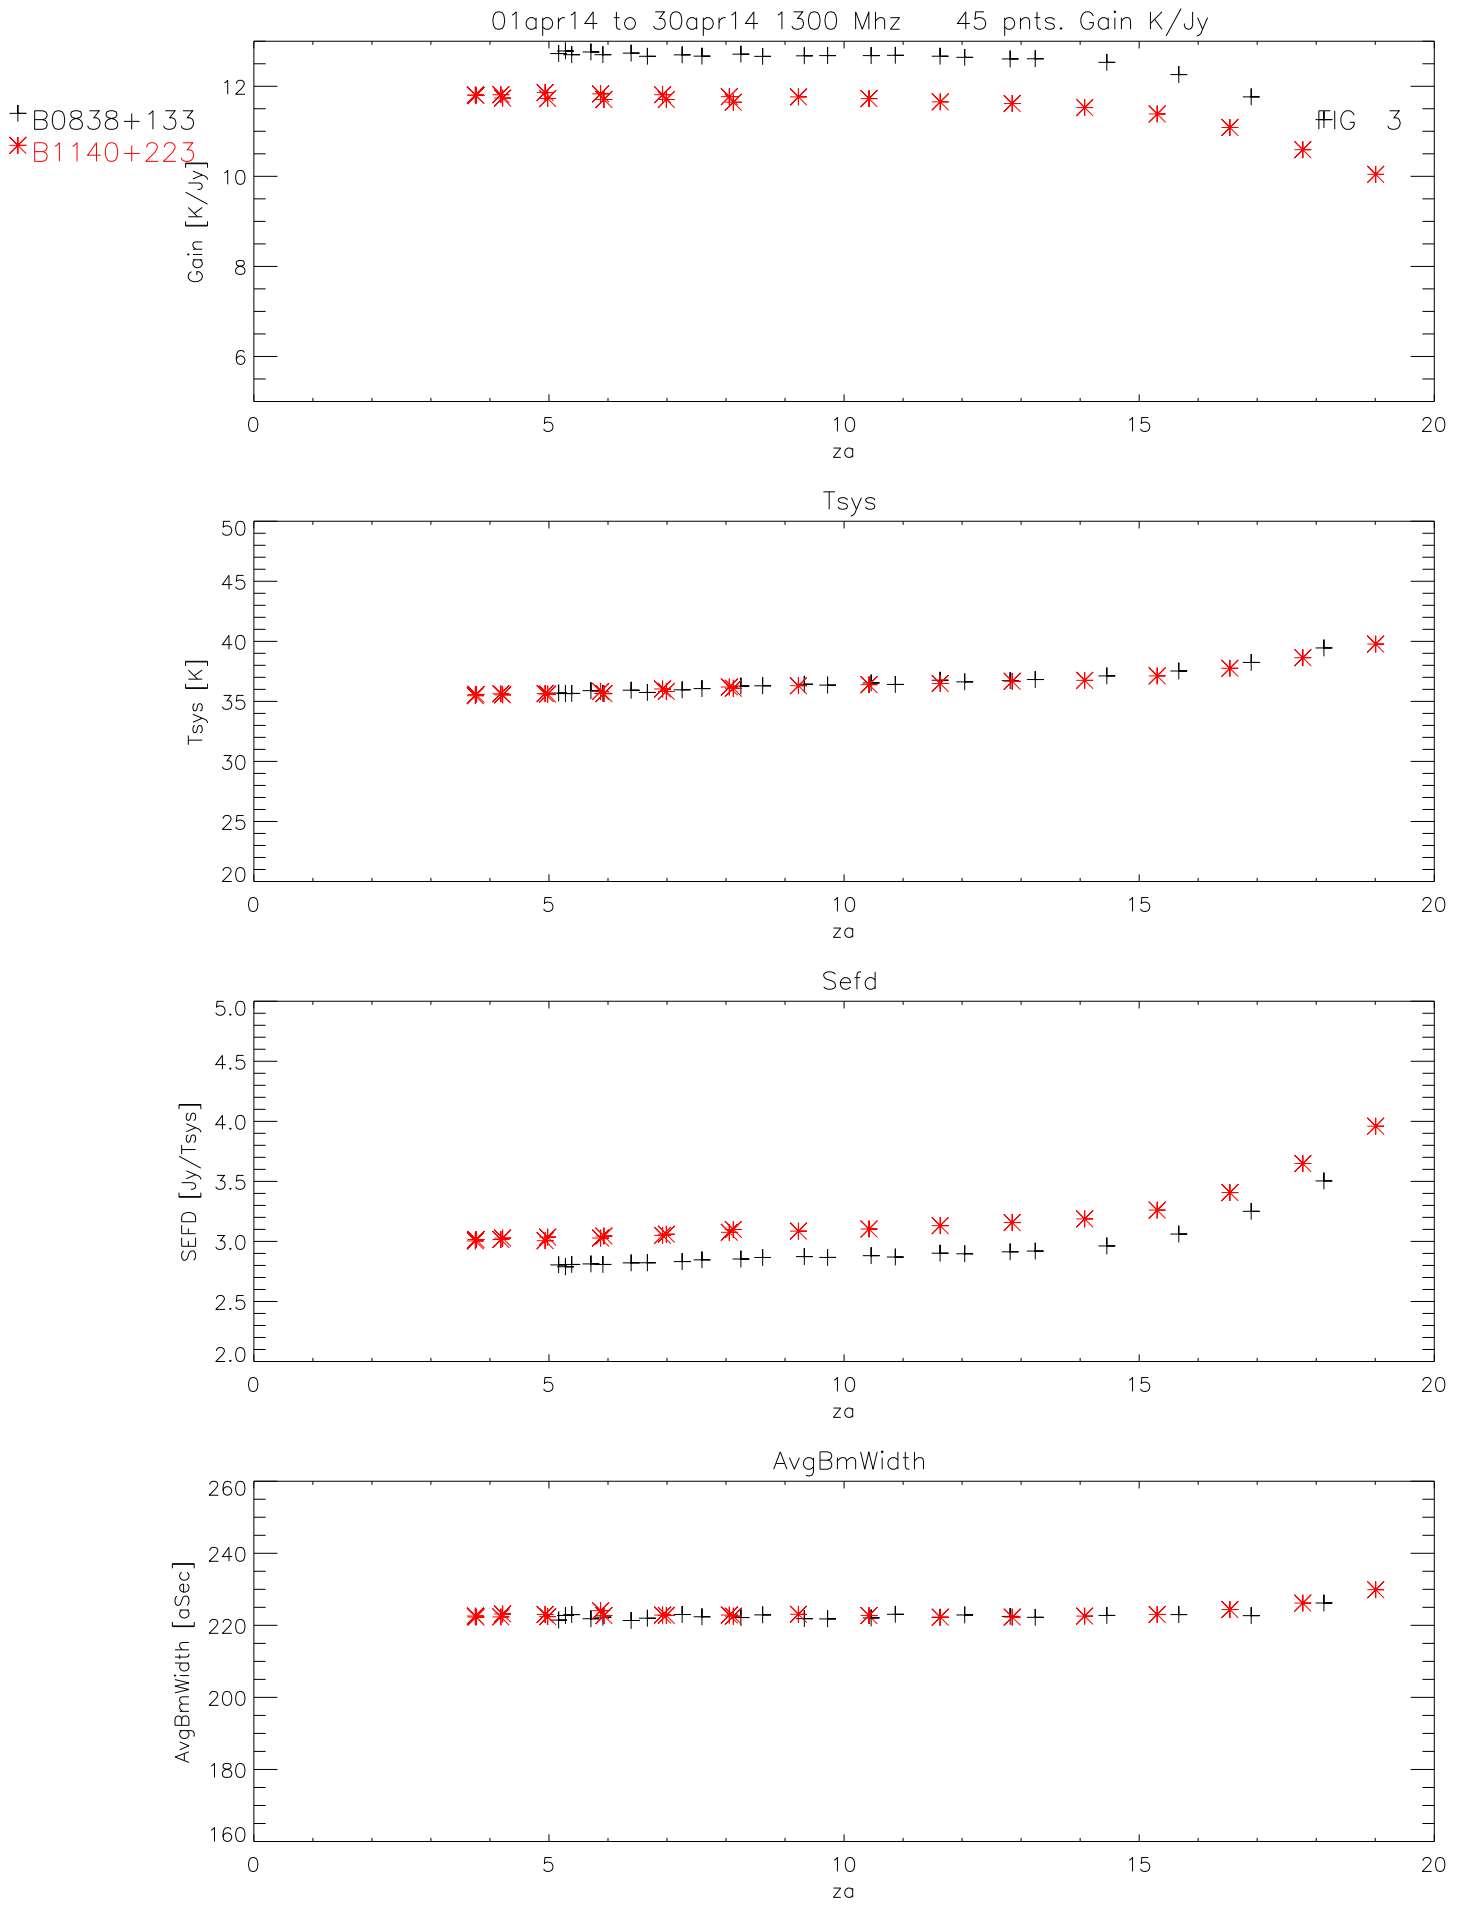 01apr14 to 30apr14 1300 Mhz 45 pnts. Gain K/Jy
B0838+133
B1140+223
FIG 3
Gain [K/Jy]
12
10
8
6
0 5 10 15 20
za
Tsys
Tsys [K]
50
45
40
35
30
25
20
0 5 10 15 20
za
Sefd
SEFD [Jy/Tsys]
5.0
4.5
4.0
3.5
3.0
2.5
2.0
0 5 10 15 20
za
AvgBmWidth
AvgBmWidth [aSec]
260
240
220
200
180
160
0 5 10 15 20
za